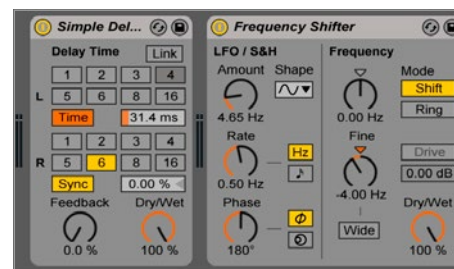 Simple Del...
Delay Time
Link
1 2 3 4
L 5 6 8 16
Time 31.4 ms
1 2 3 4
R 5 6 8 16
Sync 0.00 %
Feedback Dry/Wet
0.0 % 100 %
Frequency Shifter
LFO / S&H
Amount Shape
4.65 Hz
Rate
Hz
0.50 Hz
Phase
180°
Frequency
0.00 Hz
Fine
-4.00 Hz
Wide
Mode
Shift
Ring
Drive
0.00 dB
Dry/Wet
100 %